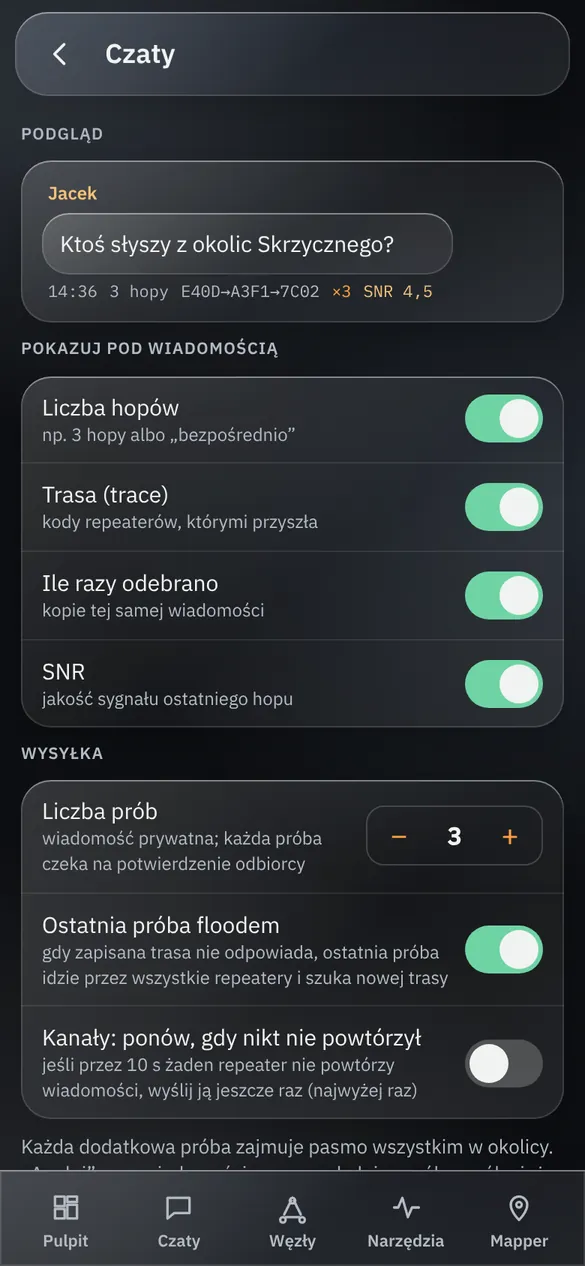 Czaty
PODGLĄD
Jacek
Ktoś słyszy z okolic Skrzycznego?
14:36 3 hopy E40D→A3F1→7C02 ×3 SNR 4,5
POKAZUJ POD WIADOMOŚCIĄ
Liczba hopów
np. 3 hopy albo „bezpośrednio”
Trasa (trace)
kody repeaterów, którymi przyszła
Ile razy odebrano
kopie tej samej wiadomości
SNR
jakość sygnału ostatniego hopu
WYSYŁKA
Liczba prób
wiadomość prywatna; każda próba
czeka na potwierdzenie odbiorcy
− 3 +
Ostatnia próba floodem
gdy zapisana trasa nie odpowiada, ostatnia próba
idzie przez wszystkie repeatery i szuka nowej trasy
Kanały: ponów, gdy nikt nie powtórzył
jeśli przez 10 s żaden repeater nie powtórzy
wiadomości, wyślij ją jeszcze raz (najwyżej raz)
Każda dodatkowa próba zajmuje pasmo wszystkim w okolicy.
Pulpit
Czaty
Węzły
Narzędzia
Mapper